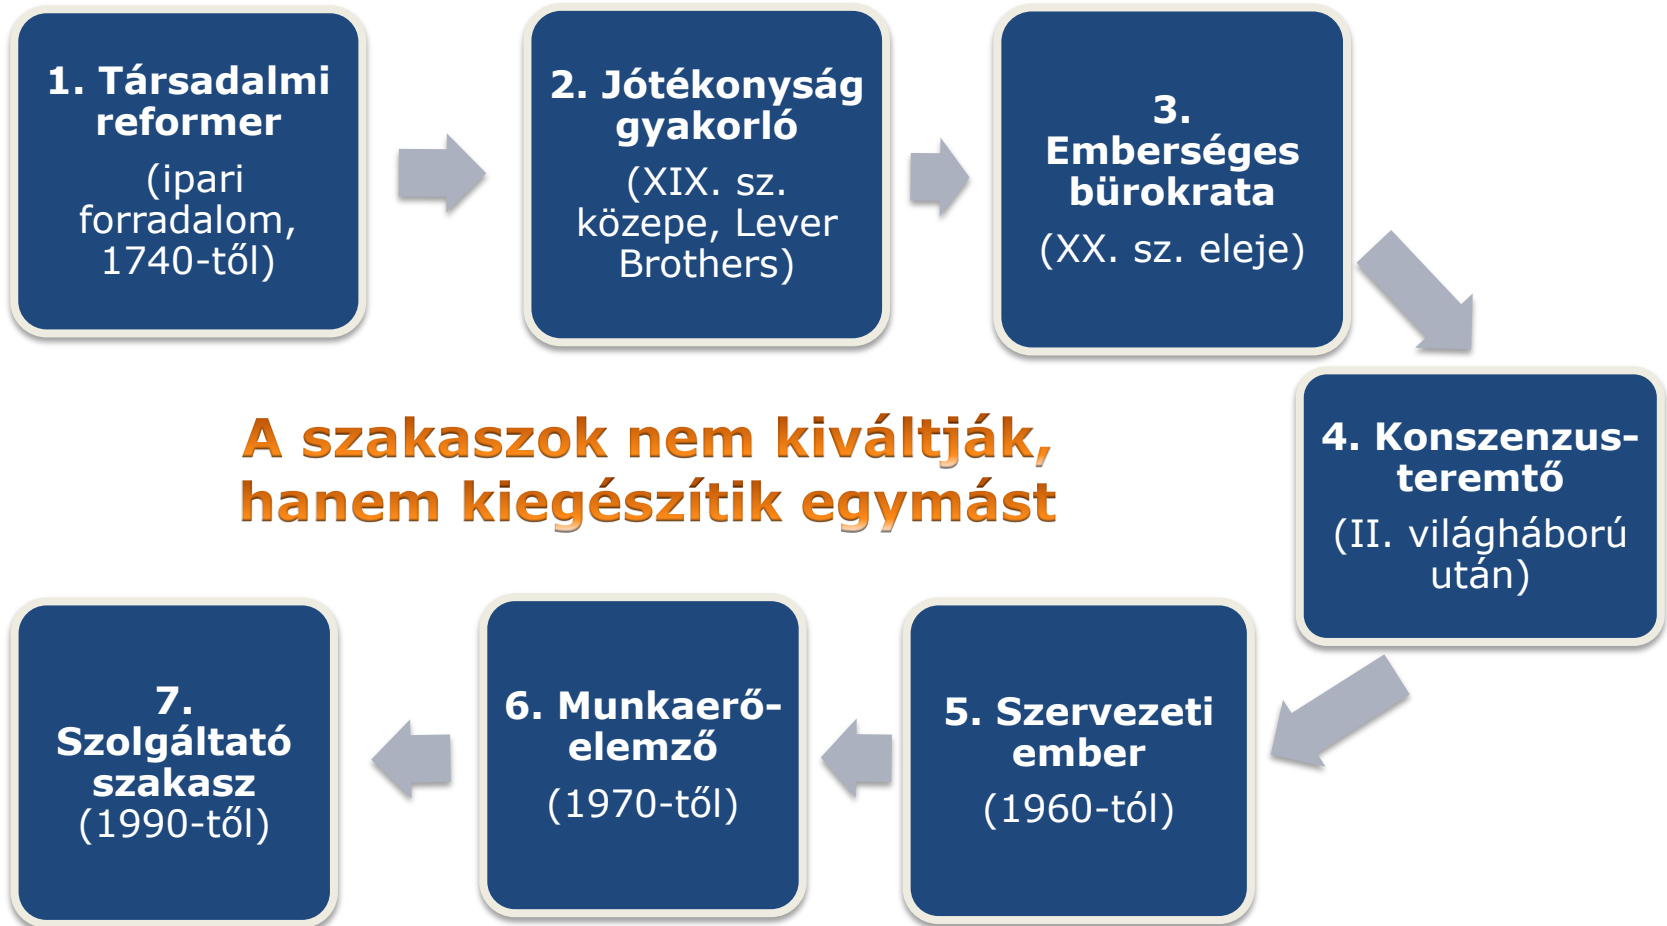 1. Társadalmi
reformer
(ipari
forradalom,
1740-től)
2. Jótékonyság
gyakorló
(XIX. sz.
közepe, Lever
Brothers)
3.
Emberséges
bürokrata
(XX. sz. eleje)
A szakaszok nem kiváltják,
hanem kiegészítik egymást
4. Konszenzus-
teremtő
(II. világháború
után)
5. Szervezeti
ember
(1960-tól)
6. Munkaerő-
elemző
(1970-től)
7.
Szolgáltató
szakasz
(1990-től)